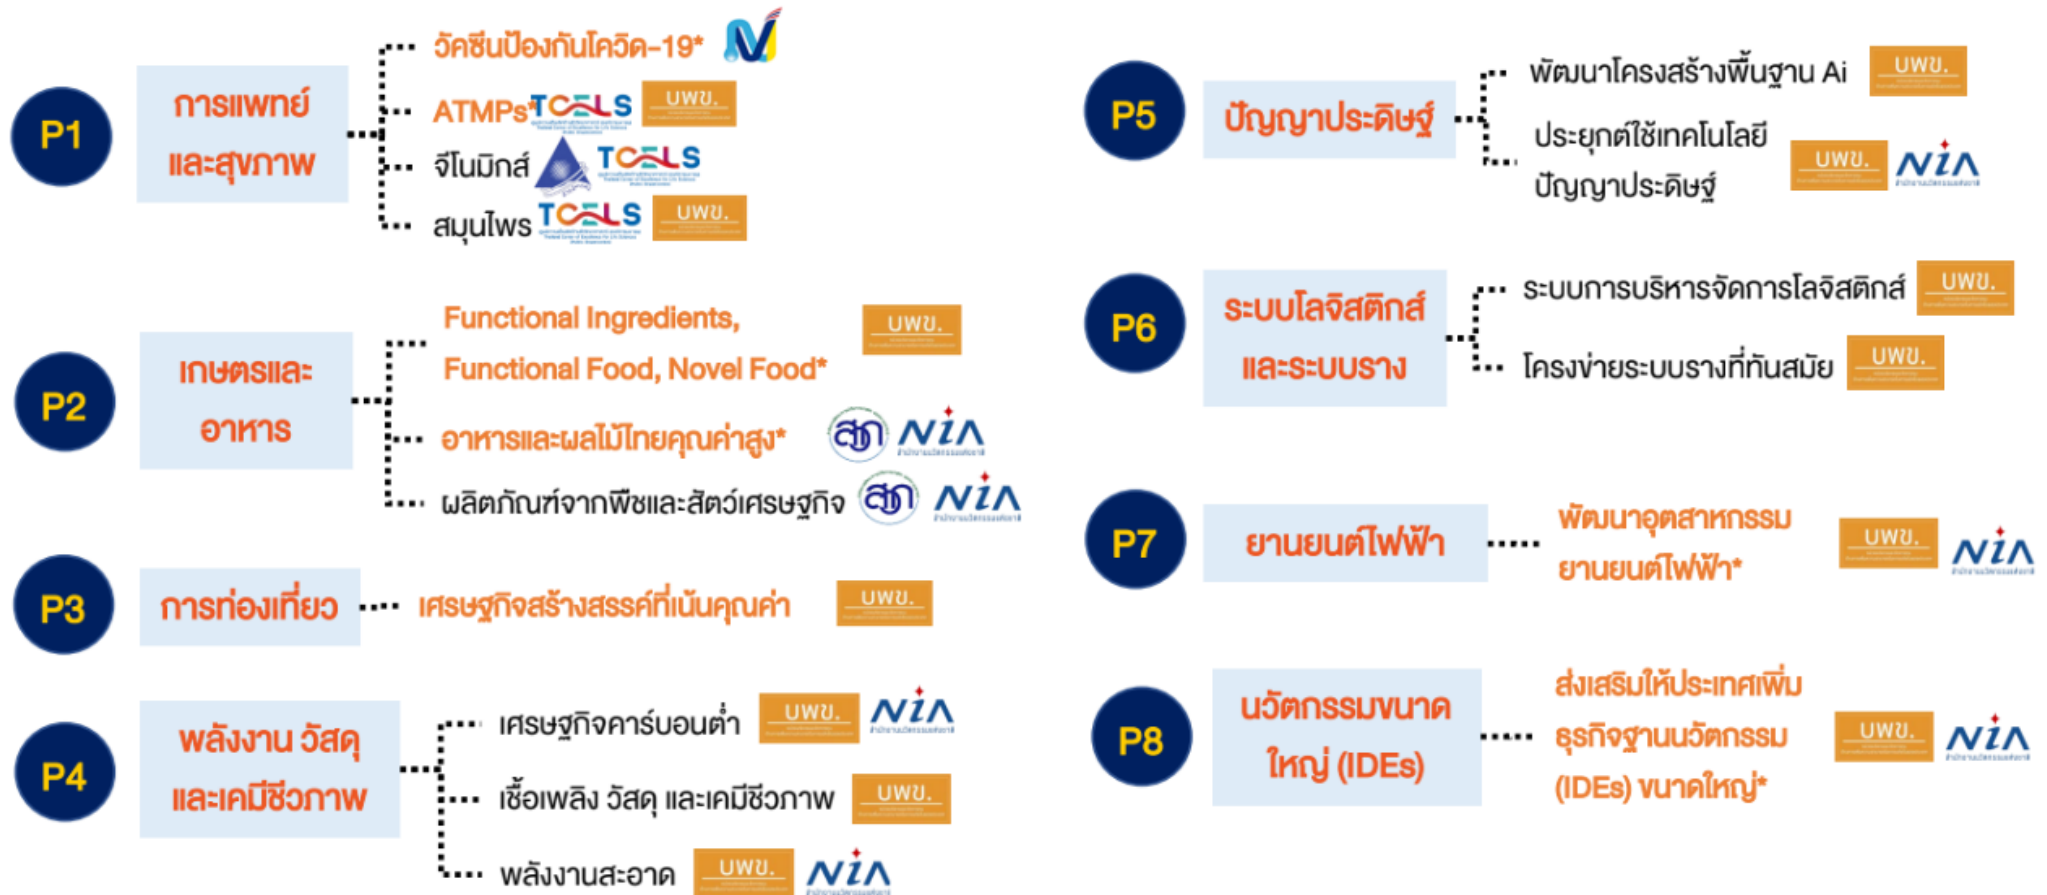 P1
การแพทย์
และสุขภาพ
วัคซีนป้องกันโควิด-19*
ATMPs*
TCELS
บพข.
จีโนมิกส์
TCELS
สมุนไพร
TCELS
บพข.
P2
เกษตรและ
อาหาร
Functional Ingredients,
Functional Food, Novel Food*
บพข.
อาหารและผลไม้ไทยคุณค่าสูง*
สวก
NIA
ผลิตภัณฑ์จากพืชและสัตว์เศรษฐกิจ
สวก
NIA
P3
การท่องเที่ยว
เศรษฐกิจสร้างสรรค์ที่เน้นคุณค่า
บพข.
P4
พลังงาน วัสดุ
และเคมีชีวภาพ
เศรษฐกิจคาร์บอนต่ำ
บพข.
NIA
เชื้อเพลิง วัสดุ และเคมีชีวภาพ
บพข.
พลังงานสะอาด
บพข.
NIA
P5
ปัญญาประดิษฐ์
พัฒนาโครงสร้างพื้นฐาน Ai
บพข.
ประยุกต์ใช้เทคโนโลยี
ปัญญาประดิษฐ์
บพข.
NIA
สำนักงานนวัตกรรมแห่งชาติ
P6
ระบบโลจิสติกส์
และระบบราง
ระบบการบริหารจัดการโลจิสติกส์
บพข.
โครงข่ายระบบรางที่ทันสมัย
บพข.
P7
ยานยนต์ไฟฟ้า
พัฒนาอุตสาหกรรม
ยานยนต์ไฟฟ้า*
บพข.
NIA
P8
นวัตกรรมขนาด
ใหญ่ (IDEs)
ส่งเสริมให้ประเทศเพิ่ม
ธุรกิจฐานนวัตกรรม
(IDEs) ขนาดใหญ่*
บพข.
NIA